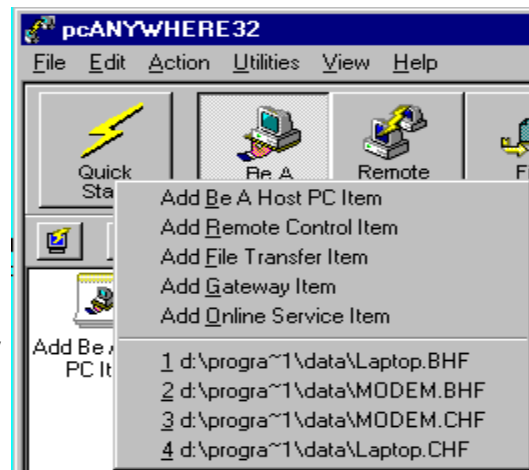 pcANYWHERE32
File Edit Action Utilities View Help
Quick
Be A
Remote
Add Be A Host PC Item
Add Remote Control Item
Add File Transfer Item
Add Gateway Item
Add Online Service Item
1 d:\progra~1\data\Laptop.BHF
2 d:\progra~1\data\MODEM.BHF
3 d:\progra~1\data\MODEM.CHF
4 d:\progra~1\data\Laptop.CHF
Add Be
PC It